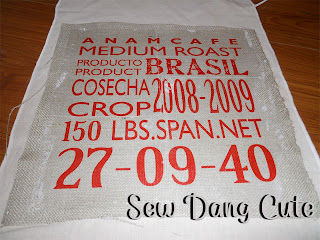 ANAMCAFE
MEDIUM ROAST
PRODUCTO
PRODUCT BRASIL
COSECHA
CROP 2008-2009
150 LBS.SPAN.NET
27-09-40
Sew Dang Cute